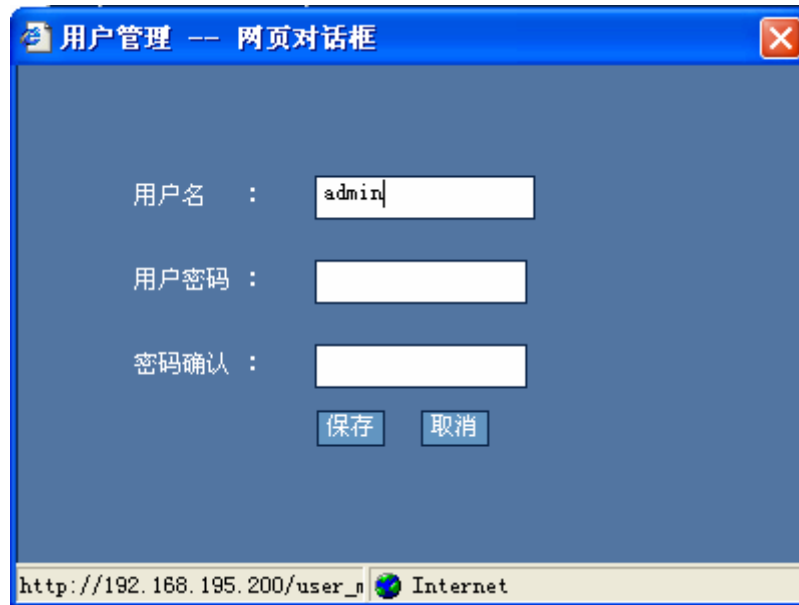 用户管理 -- 网页对话框
用户名 : admin
用户密码 :
密码确认 :
保存 取消
http://192.168.195.200/user_m Internet